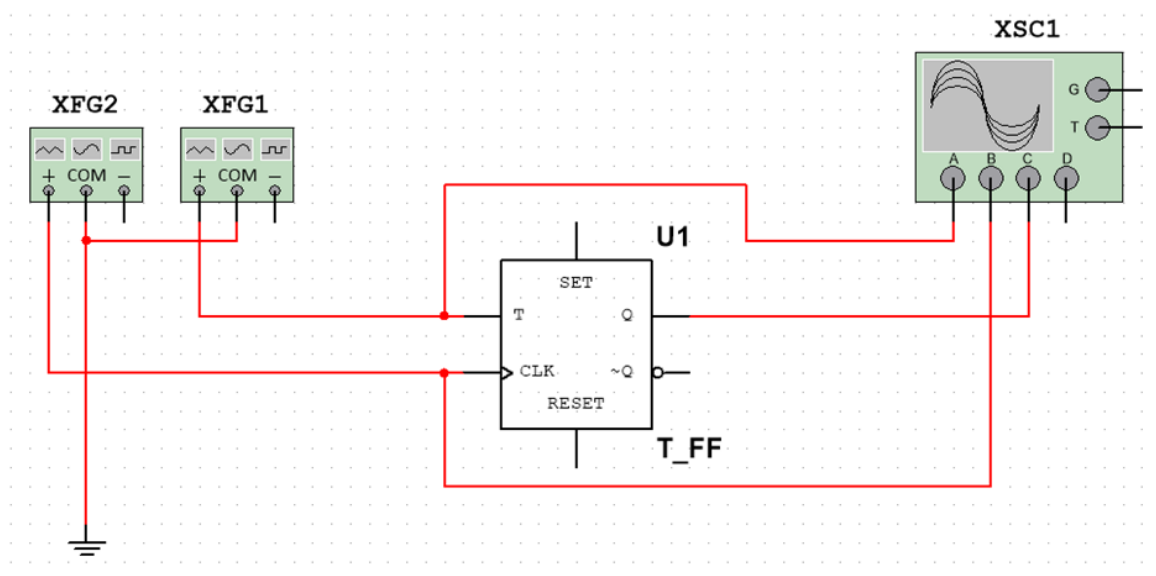 XSC1
XFG2
XFG1
G
T
+ COM −
+ COM −
A B C D
U1
SET
T
Q
CLK
~Q
RESET
T_FF